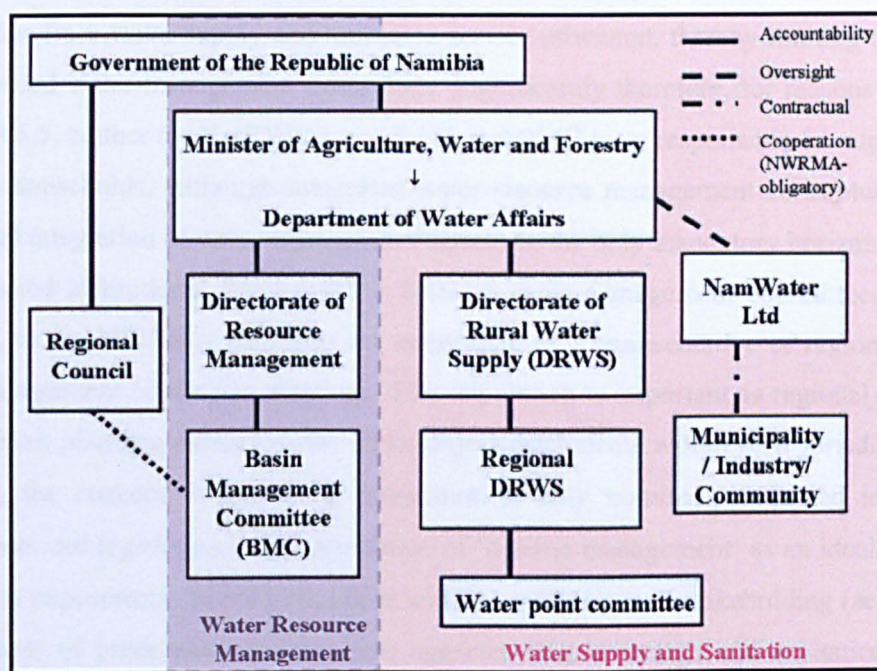 Government of the Republic of Namibia
Accountability
Oversight
Contractual
Cooperation
(NWRMA-
obligatory)
Minister of Agriculture, Water and Forestry
↓
Department of Water Affairs
Regional
Council
Directorate of
Resource
Management
Directorate of
Rural Water
Supply (DRWS)
NamWater
Ltd
Basin
Management
Committee
(BMC)
Regional
DRWS
Municipality
/ Industry/
Community
Water point committee
Water Resource
Management
Water Supply and Sanitation